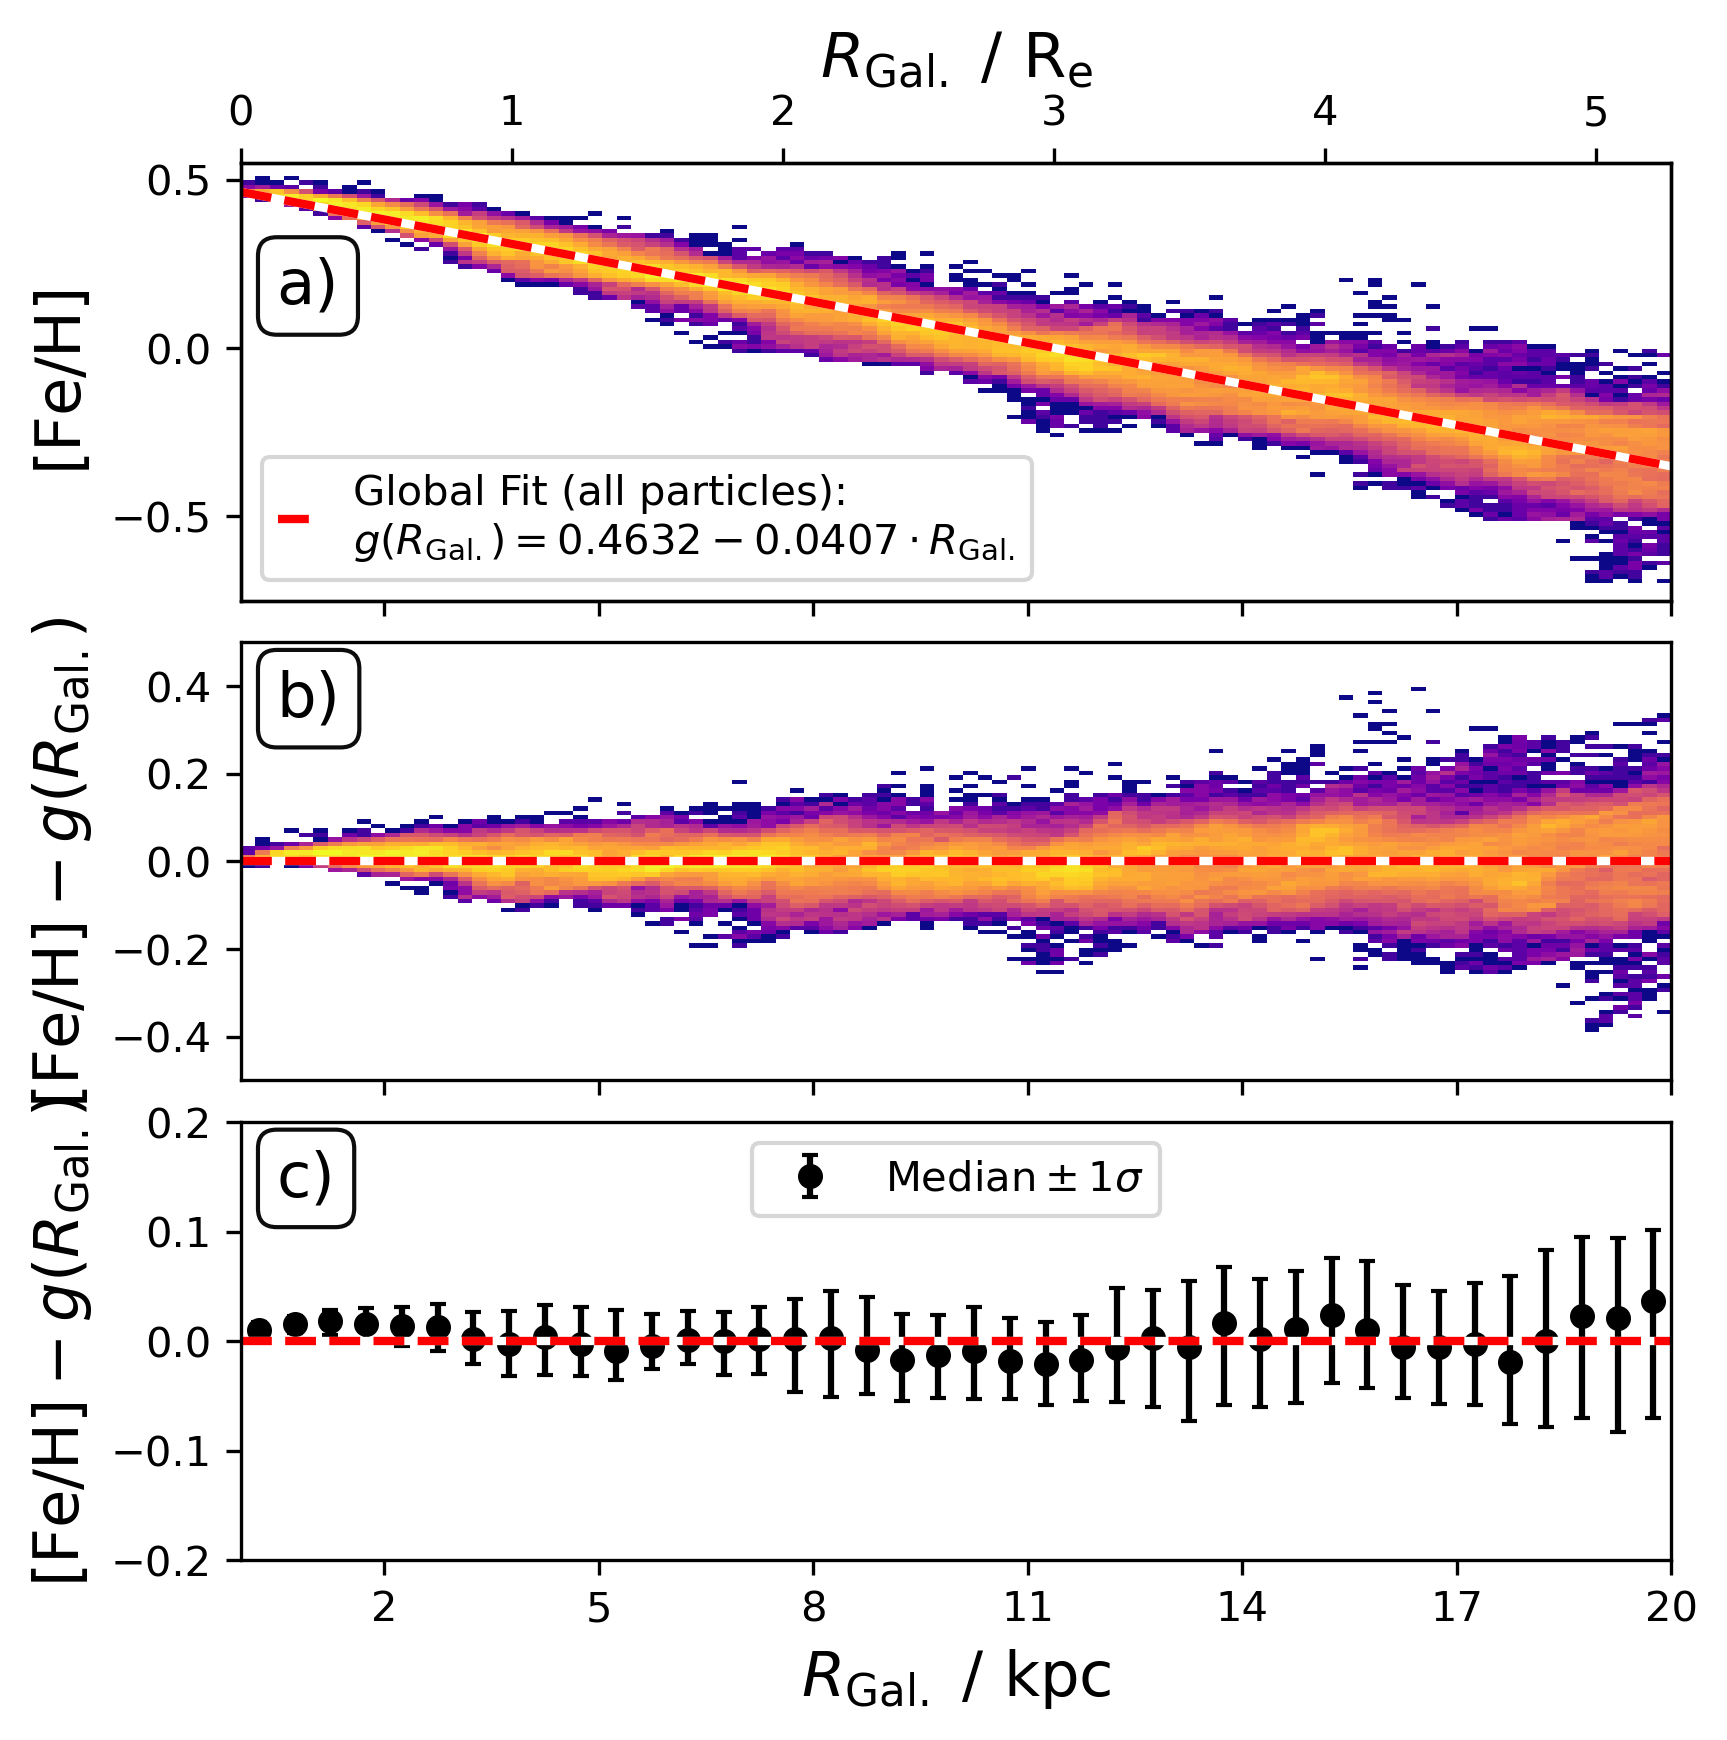 R_Gal. / R_e
0 1 2 3 4 5
[Fe/H]
0.5
0.0
−0.5
a)
Global Fit (all particles):
g(R_Gal.) = 0.4632 − 0.0407 · R_Gal.
[Fe/H] − g(R_Gal.)
0.4
0.2
0.0
−0.2
−0.4
b)
[Fe/H] − g(R_Gal.)
0.2
0.1
0.0
−0.1
−0.2
c)
Median ± 1σ
2 5 8 11 14 17 20
R_Gal. / kpc